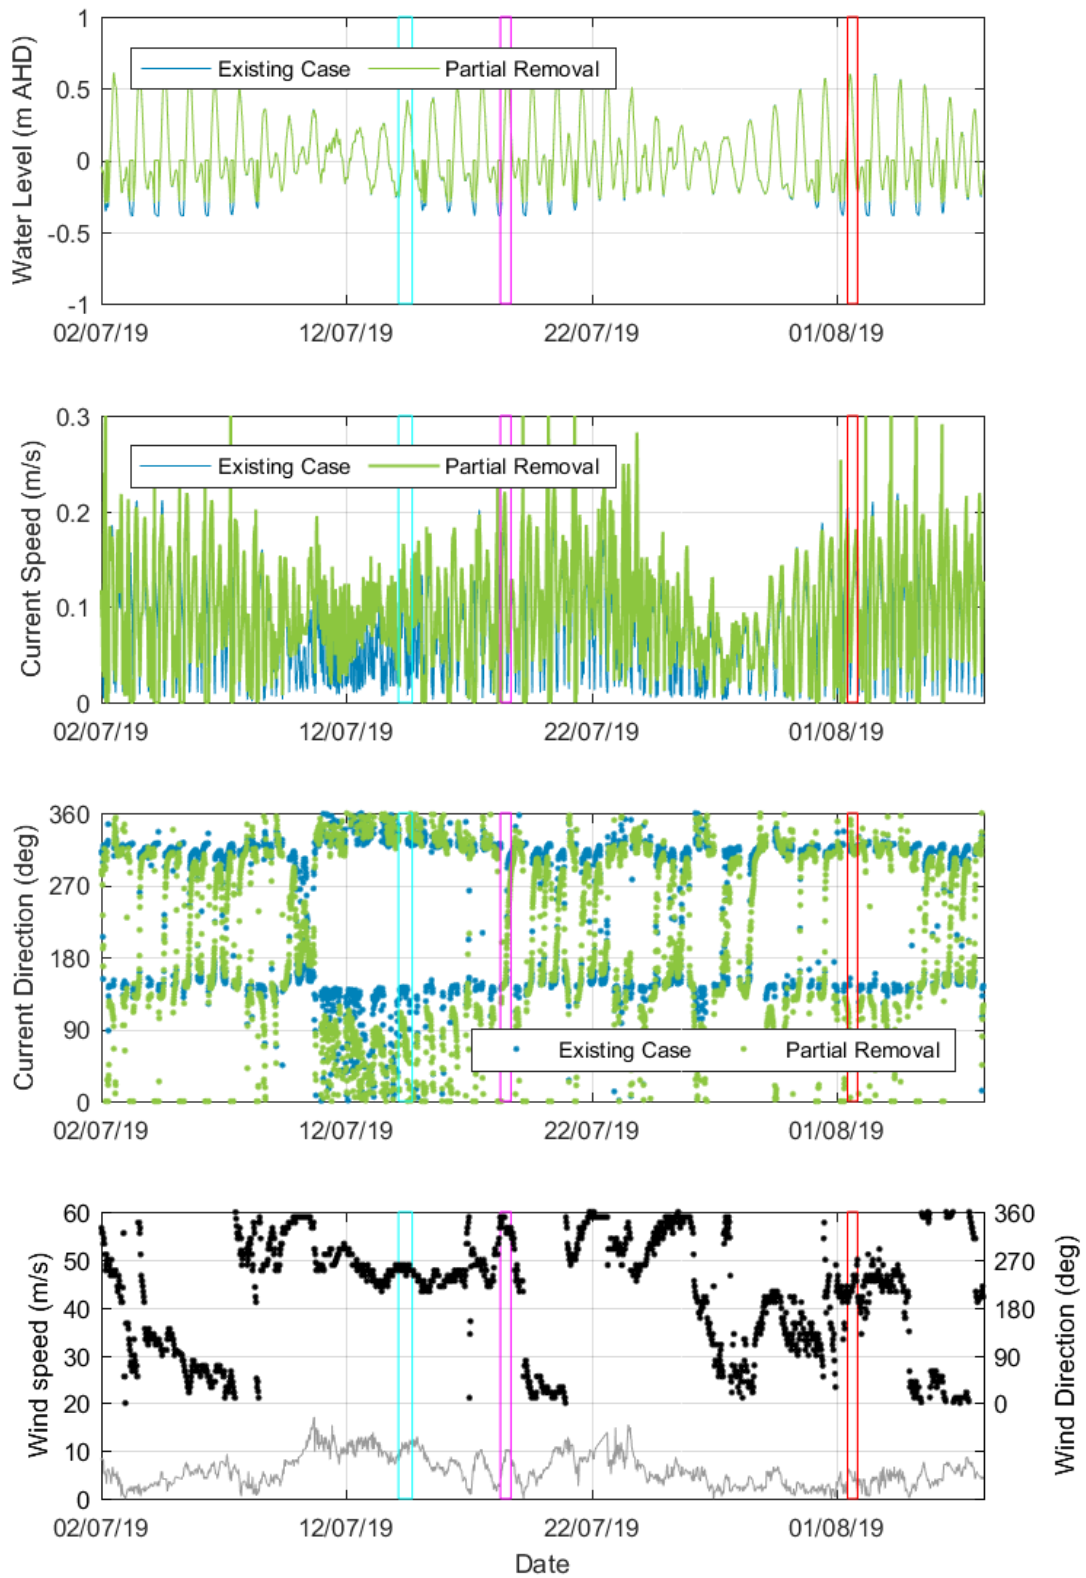 1
0.5
0
-0.5
-1
Water Level (m AHD)
Existing Case Partial Removal
02/07/19 12/07/19 22/07/19 01/08/19
0.3
0.2
0.1
0
Current Speed (m/s)
Existing Case Partial Removal
02/07/19 12/07/19 22/07/19 01/08/19
360
270
180
90
0
Current Direction (deg)
Existing Case Partial Removal
02/07/19 12/07/19 22/07/19 01/08/19
60 360
50 270
40 180
30 90
20 0
10
0
Wind speed (m/s)
Wind Direction (deg)
02/07/19 12/07/19 22/07/19 01/08/19
Date